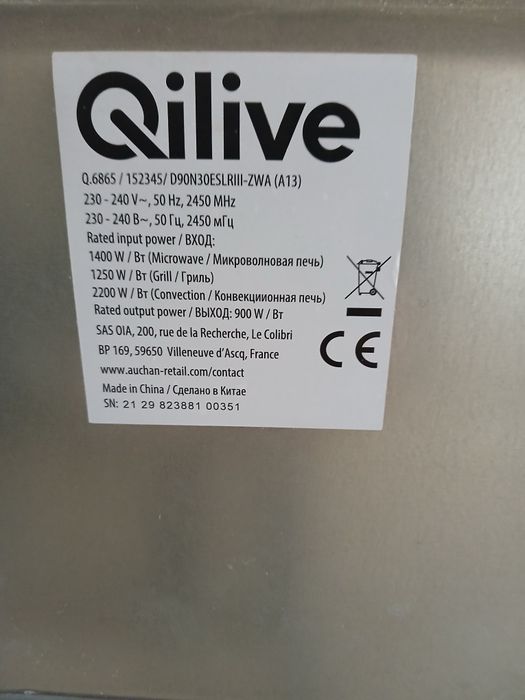 Qilive
Q.6865 / 152345/ D90N30ESLRIII-ZWA (A13)
230 - 240 V~, 50 Hz, 2450 MHz
230 - 240 В~, 50 Гц, 2450 мГц
Rated input power / ВХОД:
1400 W / Вт (Microwave / Микроволновая печь)
1250 W / Вт (Grill / Гриль)
2200 W / Вт (Convection / Конвекциионная печь)
Rated output power / ВЫХОД: 900 W / Вт
SAS OIA, 200, rue de la Recherche, Le Colibri
BP 169, 59650 Villeneuve d'Ascq, France
www.auchan-retail.com/contact
Made in China / Сделано в Китае
SN: 21 29 823881 00351
CE